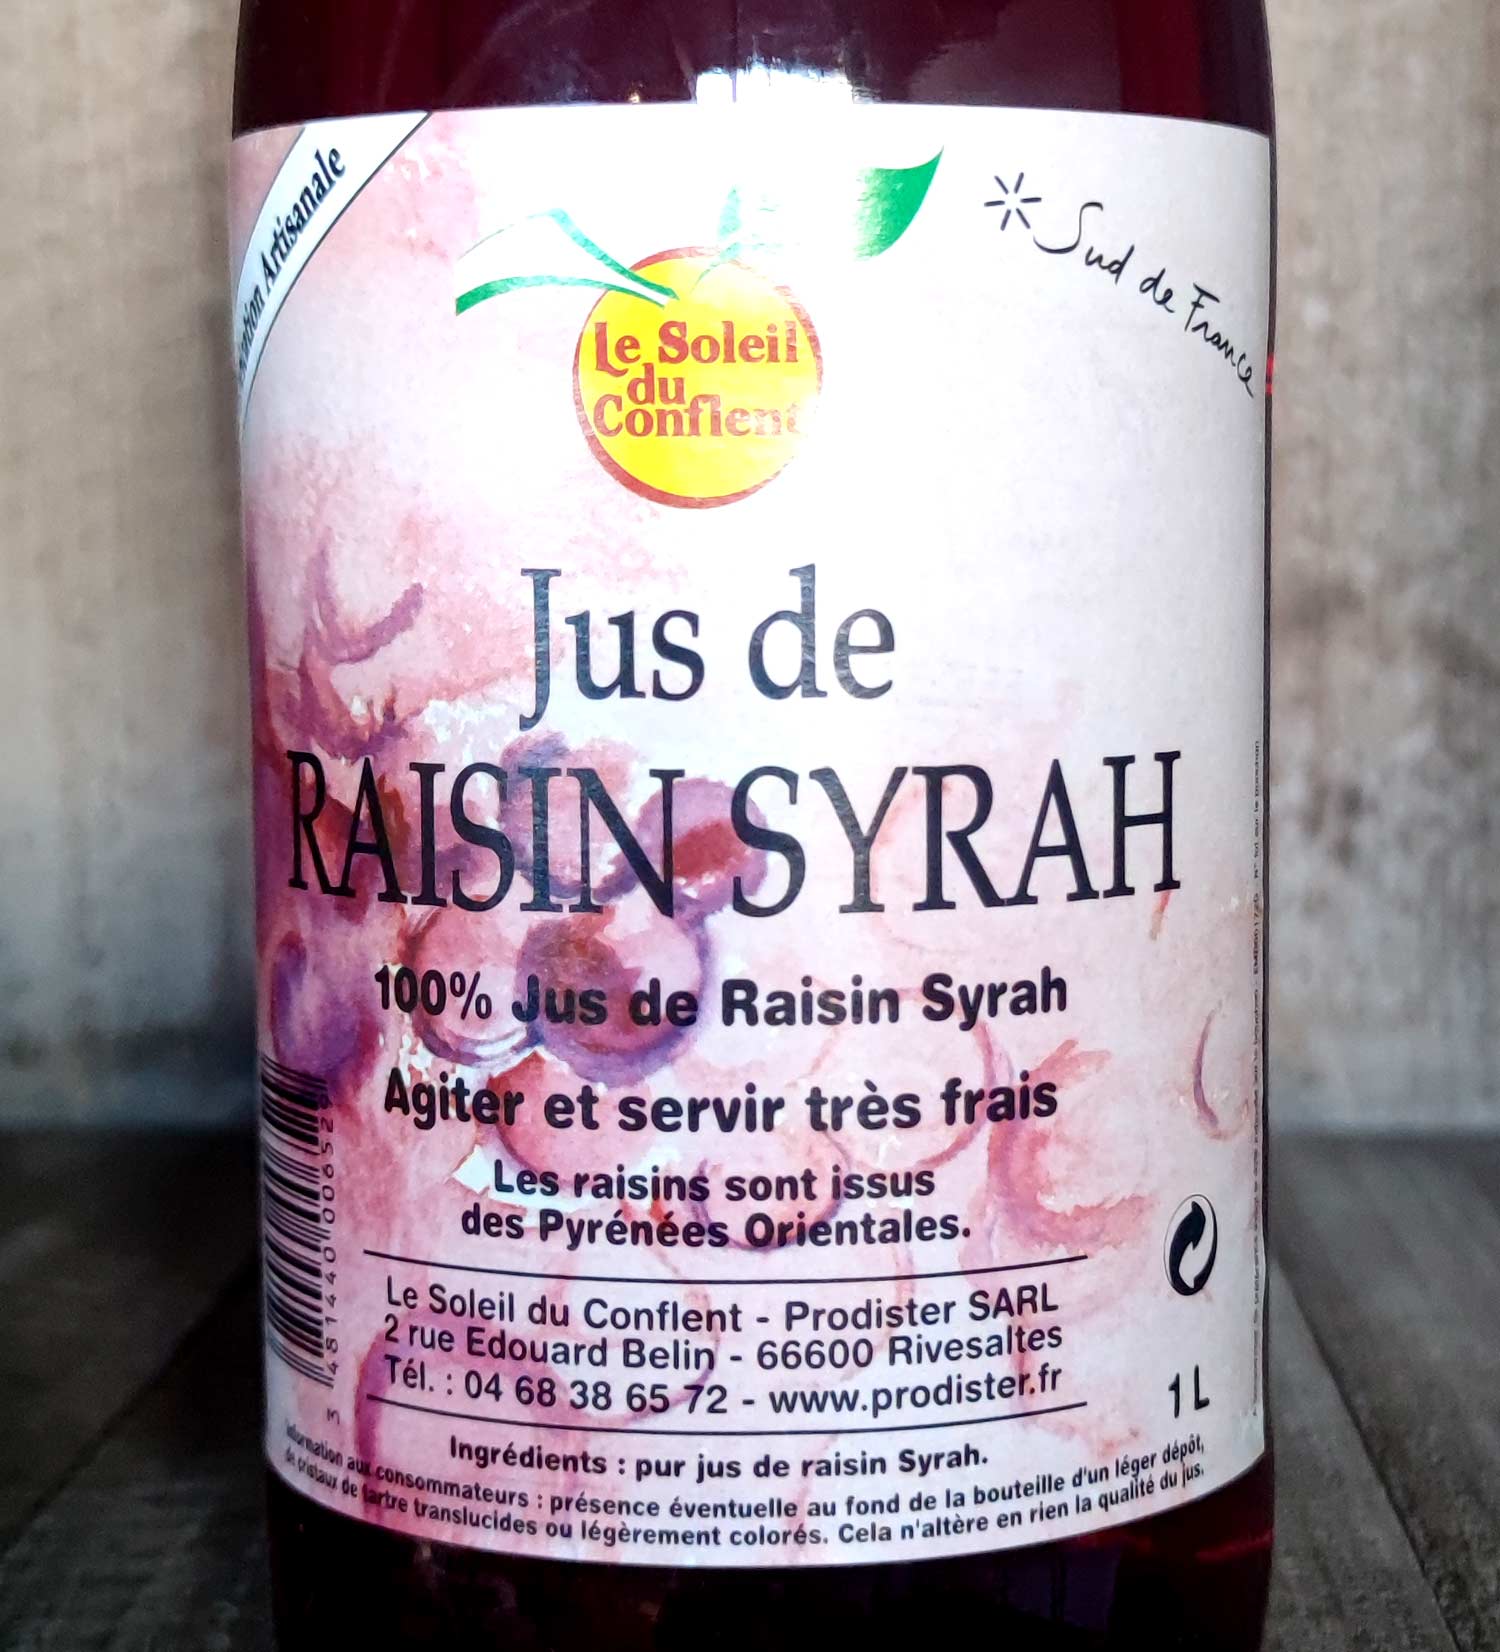 Artisanale
Sud de France
Le Soleil
du
Conflent
Jus de
RAISIN SYRAH
100% Jus de Raisin Syrah
Agiter et servir très frais
Les raisins sont issus
des Pyrénées Orientales.
Le Soleil du Conflent - Prodister SARL
2 rue Edouard Belin - 66600 Rivesaltes
Tél. : 04 68 38 65 72 - www.prodister.fr
1 L
Ingrédients : pur jus de raisin Syrah.
Information aux consommateurs : présence éventuelle au fond de la bouteille d'un léger dépôt,
de cristaux de tartre translucides ou légèrement colorés. Cela n'altère en rien la qualité du jus.